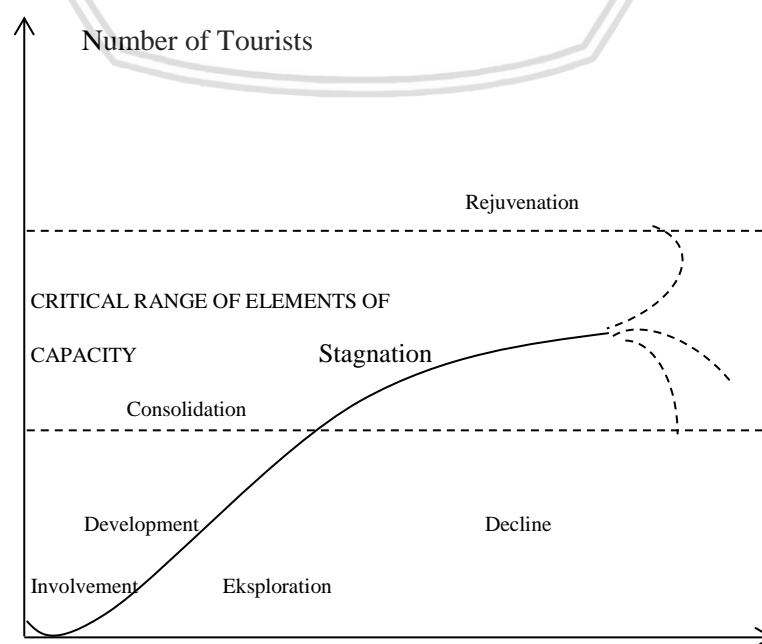 Number of Tourists
Rejuvenation
CRITICAL RANGE OF ELEMENTS OF
CAPACITY
Stagnation
Consolidation
Development
Decline
Involvement
Eksploration